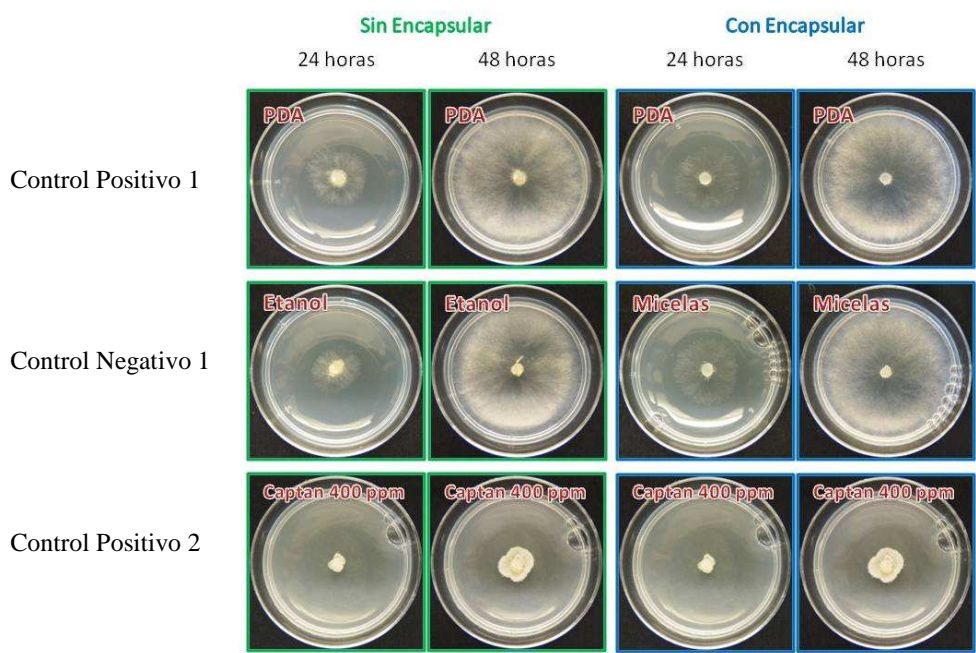 Sin Encapsular Con Encapsular
24 horas 48 horas 24 horas 48 horas
Control Positivo 1
PDA PDA PDA PDA
Control Negativo 1
Etanol Etanol Micelas Micelas
Control Positivo 2
Captan 400 ppm Captan 400 ppm Captan 400 ppm Captan 400 ppm